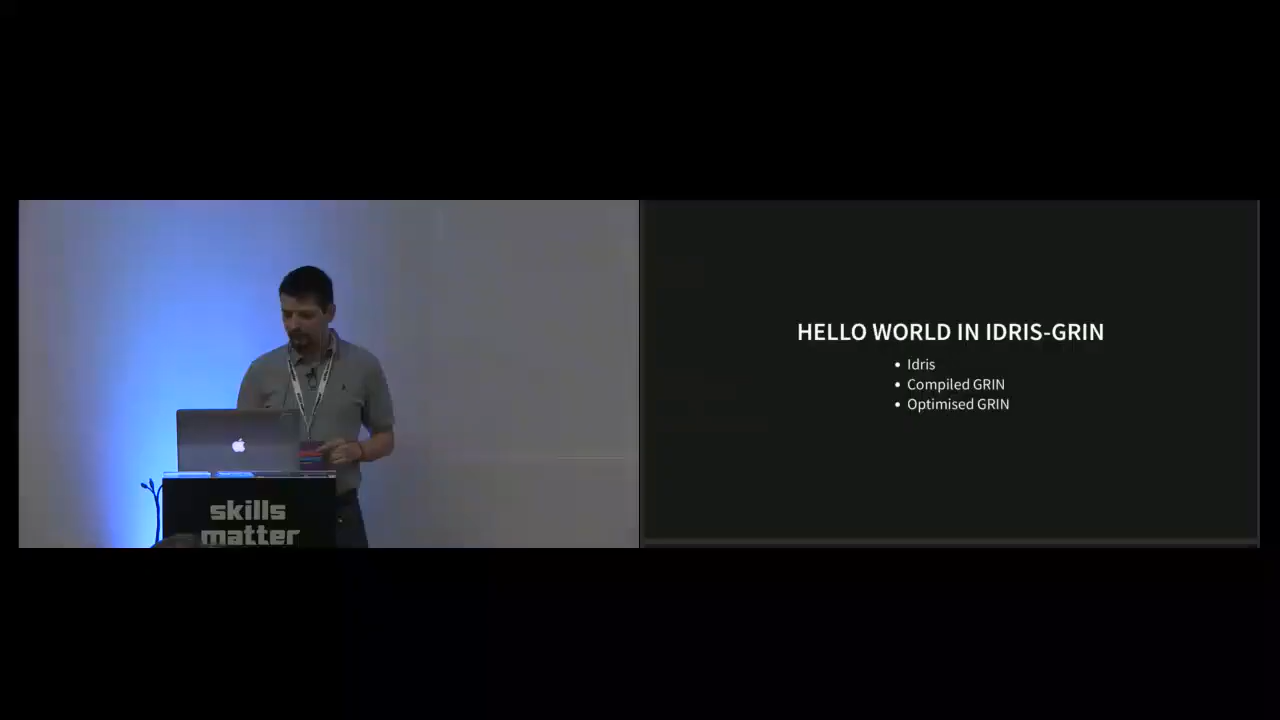 skills
matter
HELLO WORLD IN IDRIS-GRIN
• Idris
• Compiled GRIN
• Optimised GRIN